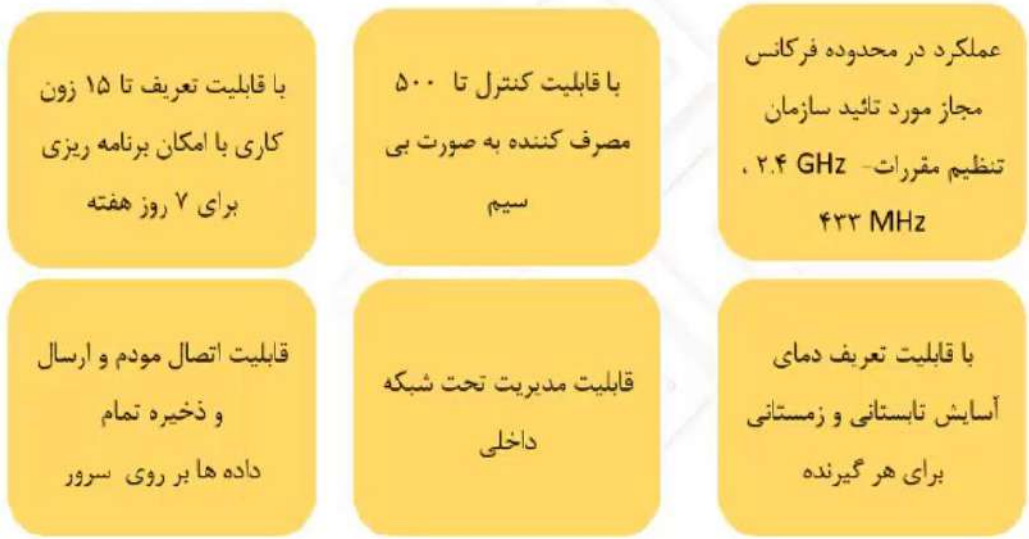 عملکرد در محدوده فرکانس
مجاز مورد تائید سازمان
تنظیم مقررات- ۲.۴ GHz ،
۴۳۳ MHz
با قابلیت کنترل تا ۵۰۰
مصرف کننده به صورت بی
سیم
با قابلیت تعریف تا ۱۵ زون
کاری با امکان برنامه ریزی
برای ۷ روز هفته
با قابلیت تعریف دمای
آسایش تابستانی و زمستانی
برای هر گیرنده
قابلیت مدیریت تحت شبکه
داخلی
قابلیت اتصال مودم و ارسال
و ذخیره تمام
داده ها بر روی سرور